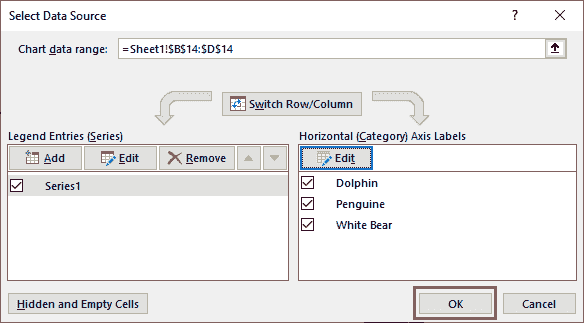 Select Data Source ? ×
Chart data range: =Sheet1!$B$14:$D$14
Switch Row/Column
Legend Entries (Series)
Add Edit Remove
Series1
Horizontal (Category) Axis Labels
Edit
Dolphin
Penguine
White Bear
Hidden and Empty Cells
OK Cancel